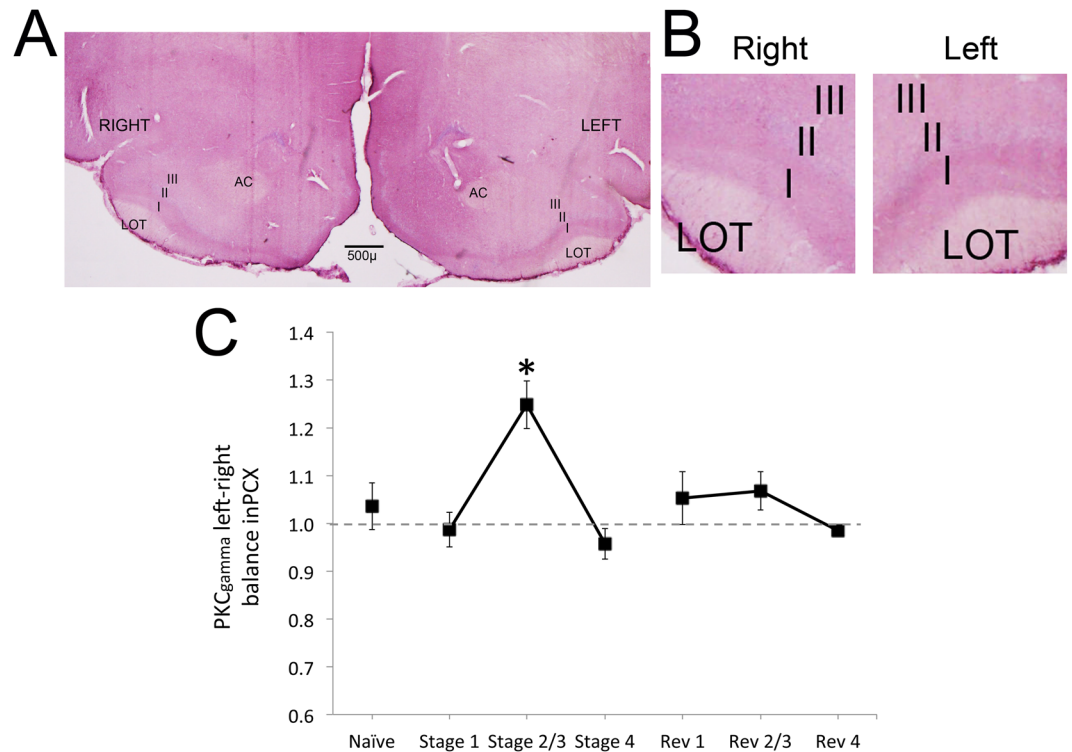 A
RIGHT
LEFT
III
II
I
AC
LOT
AC
III
II
I
LOT
500µ
B
Right
Left
III
II
I
LOT
III
II
I
LOT
C
PKCgamma left-right
balance inPCX
1.4
1.3
1.2
1.1
1.0
0.9
0.8
0.7
0.6
*
Naïve
Stage 1
Stage 2/3
Stage 4
Rev 1
Rev 2/3
Rev 4